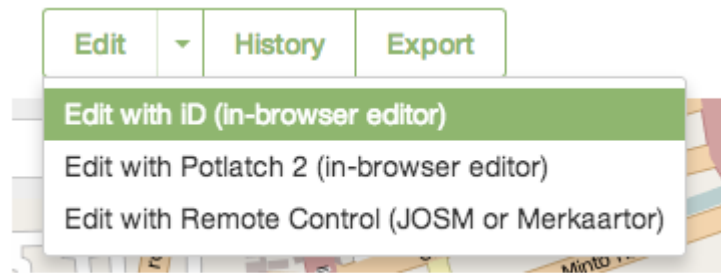 Edit History Export
Edit with iD (in-browser editor)
Edit with Potlatch 2 (in-browser editor)
Edit with Remote Control (JOSM or Merkaartor)
Minto